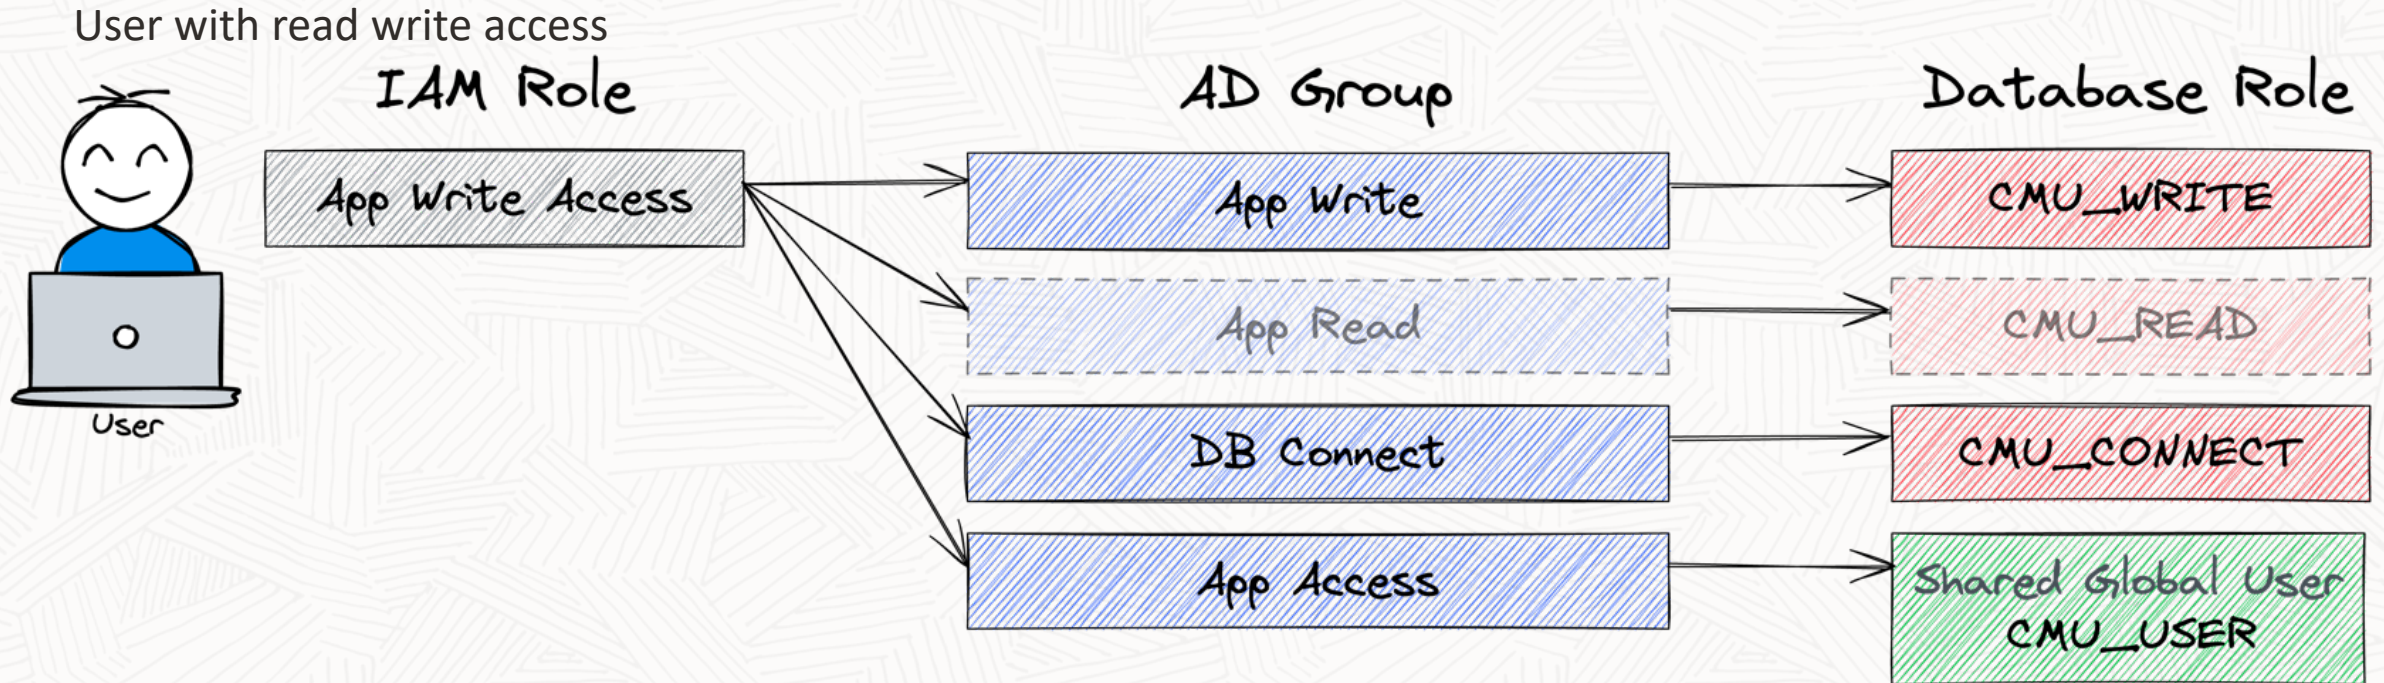 User with read write access
IAM Role
AD Group
Database Role
App Write Access
App Write
CMU_WRITE
App Read
CMU_READ
DB Connect
CMU_CONNECT
App Access
Shared Global User
CMU_USER
User